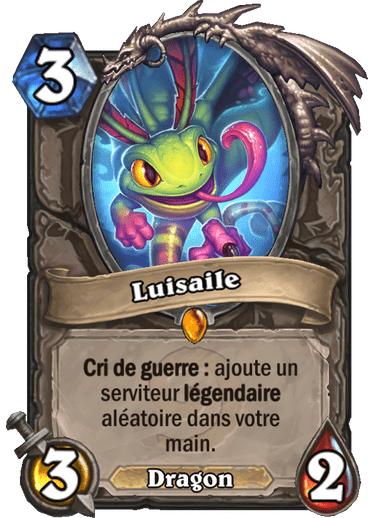 3
Luisaile
Cri de guerre : ajoute un
serviteur légendaire
aléatoire dans votre
main.
3
Dragon
2